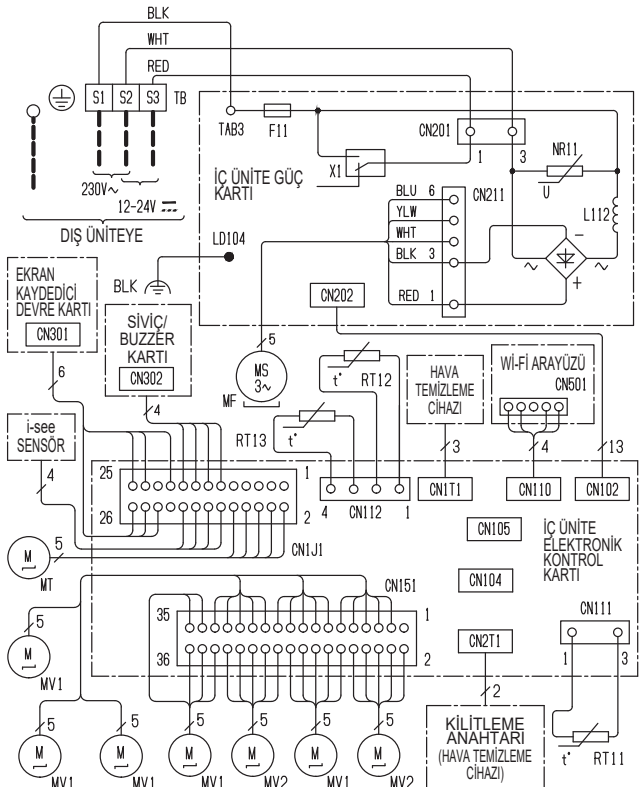 BLK
WHT
RED
S1 S2 S3 TB
230V~
12-24V
DIŞ ÜNİTEYE
TAB3
F11
X1
CN201
1 3
NR11
U
L112
İÇ ÜNİTE GÜÇ
KARTI
BLU 6
YLW
WHT
BLK 3
RED 1
CN211
~ ~
−
+
LD104
BLK
CN202
EKRAN
KAYDEDİCİ
DEVRE KARTI
CN301
6
SİVİÇ/
BUZZER
KARTI
CN302
4
MS
3~
MF
5
t° RT12
RT13
t°
HAVA
TEMİZLEME
CİHAZI
3
Wİ-Fİ ARAYÜZÜ
CN501
4
13
i-see
SENSÖR
4
25 1
26 2
CN1J1
4 CN112 1
CN1T1
CN110
CN102
CN105
CN104
İÇ ÜNİTE
ELEKTRONİK
KONTROL
KARTI
M
MT
5
CN151
35 1
36 2
CN2T1
2
CN111
1 3
M
MV1
5
M
MV1
5
M
MV1
5
M
MV1
5
M
MV2
5
M
MV1
5
M
MV2
5
KİLİTLEME
ANAHTARI
(HAVA TEMİZLEME
CİHAZI)
t° RT11